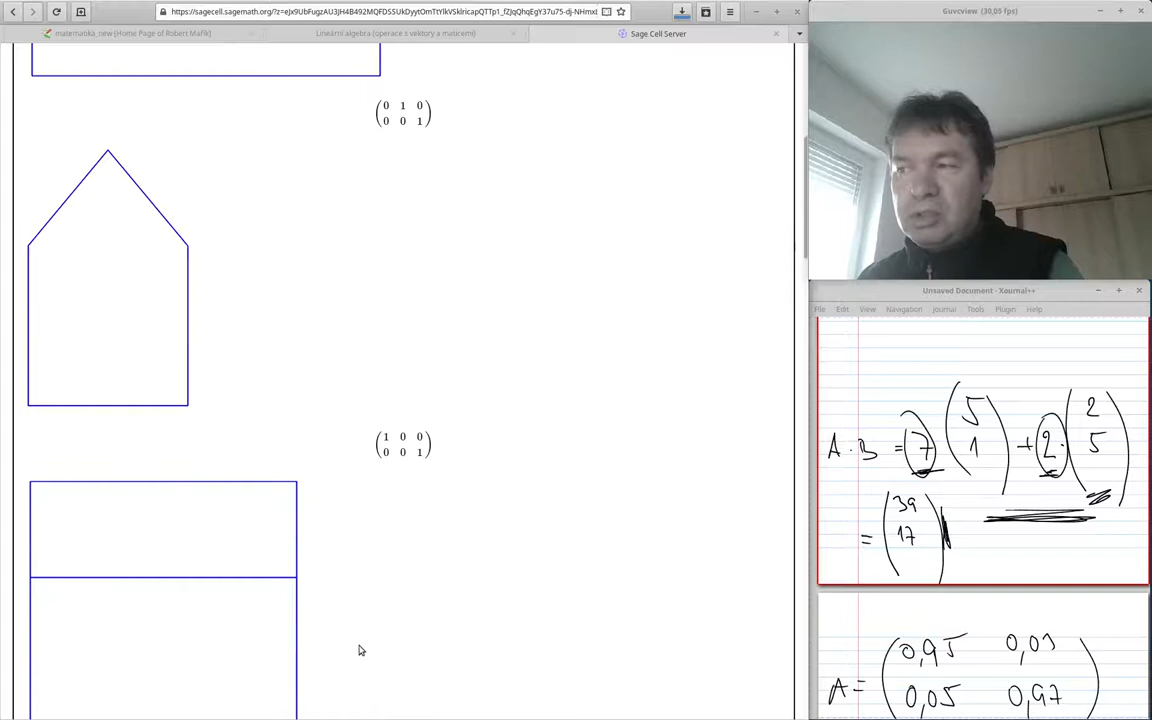 https://sagecell.sagemath.org/?z=eJx9UbFugzAU3JH4B492MQFDSSUkDyytOmTYlkVSklricapQTTp1_fZJqQhqEgY37u75-dj-NHmxl
matematika_new [Home Page of Robert Mařík]
Lineární algebra (operace s vektory a maticemi)
Sage Cell Server
0 1 0
0 0 1
1 0 0
0 0 1
Guvcview (30,05 fps)
Unsaved Document - Xournal++
File Edit View Navigation Journal Tools Plugin Help
A · B = 7 (5 1) + 2 · (2 5)
= (39 17)
A = (0,95 0,03
0,05 0,97)